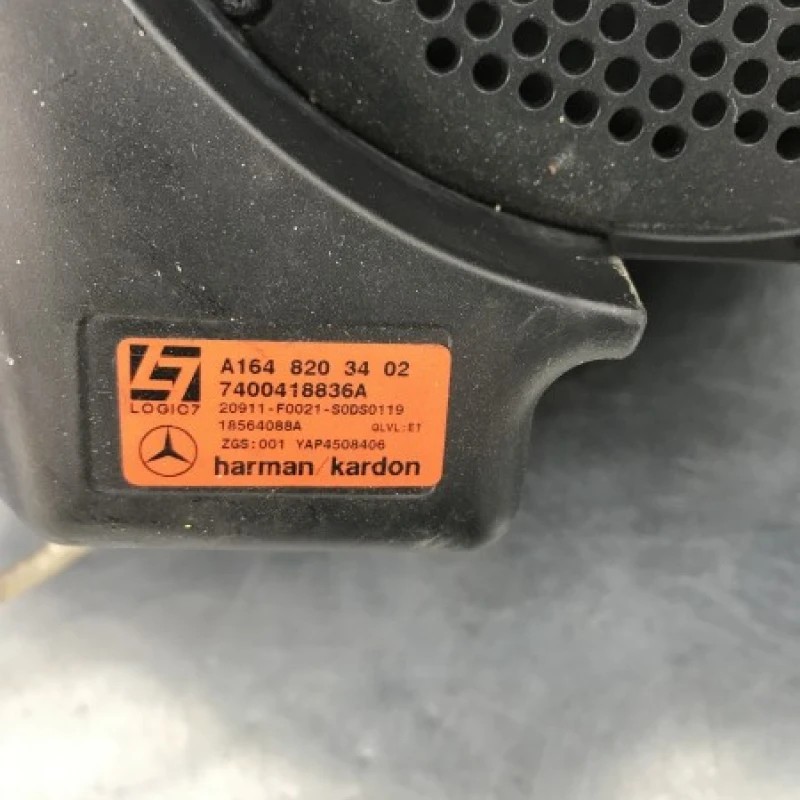 A164 820 34 02
7400418836A
LOGIC7
20911-F0021-S0DS0119
18564088A QLVL:E1
ZGS:001 YAP4508406
harman/kardon